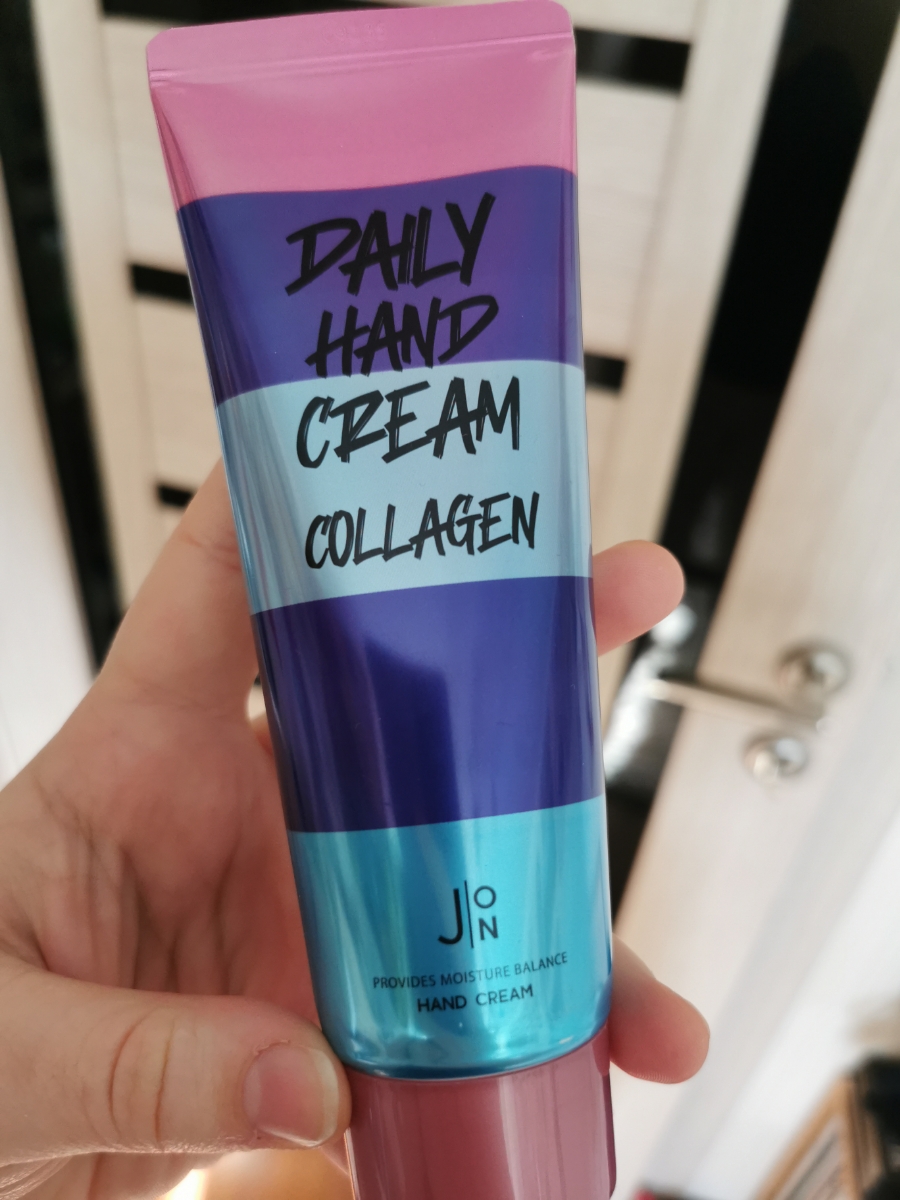 DAILY
HAND
CREAM
COLLAGEN
J|ON
PROVIDES MOISTURE BALANCE
HAND CREAM